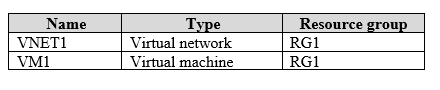 Name Type Resource group
VNET1 Virtual network RG1
VM1 Virtual machine RG1